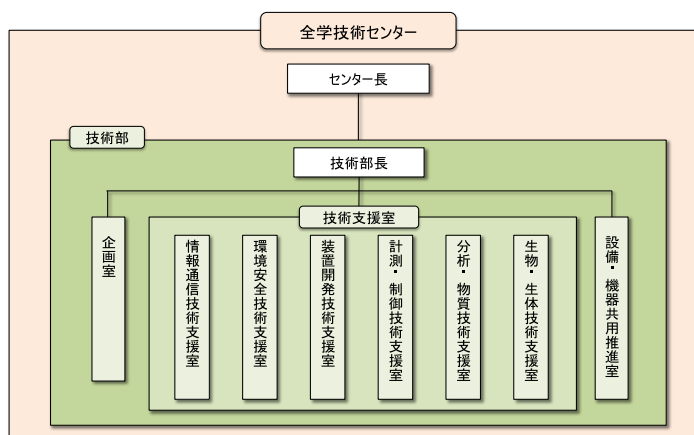 全学技術センター
センター長
技術部
技術部長
技術支援室
企画室
情報通信技術支援室
環境安全技術支援室
装置開発技術支援室
計測・制御技術支援室
分析・物質技術支援室
生物・生体技術支援室
設備・機器共用推進室